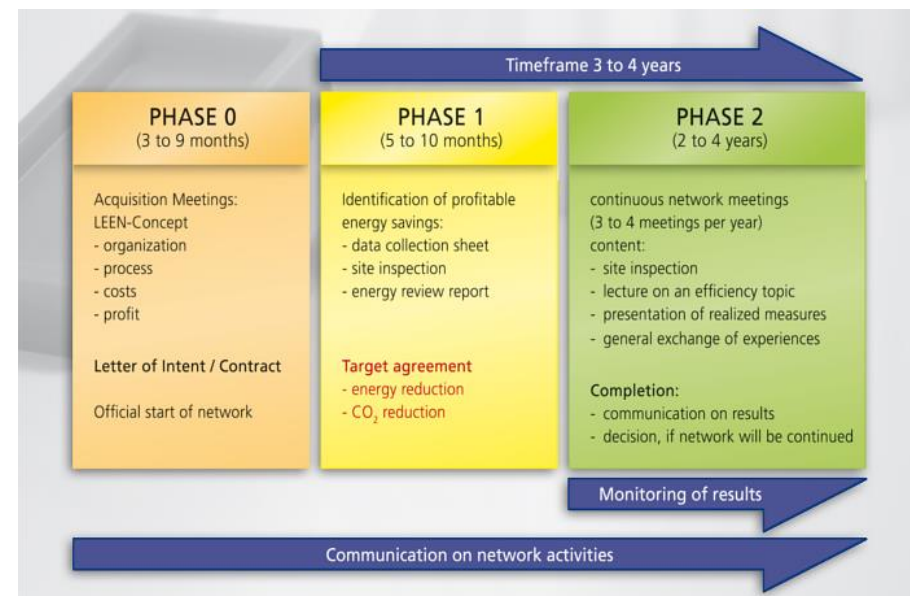 Timeframe 3 to 4 years
PHASE 0
(3 to 9 months)
Acquisition Meetings:
LEEN-Concept
- organization
- process
- costs
- profit
Letter of Intent / Contract
Official start of network
PHASE 1
(5 to 10 months)
Identification of profitable
energy savings:
- data collection sheet
- site inspection
- energy review report
Target agreement
- energy reduction
- CO₂ reduction
PHASE 2
(2 to 4 years)
continuous network meetings
(3 to 4 meetings per year)
content:
- site inspection
- lecture on an efficiency topic
- presentation of realized measures
- general exchange of experiences
Completion:
- communication on results
- decision, if network will be continued
Monitoring of results
Communication on network activities